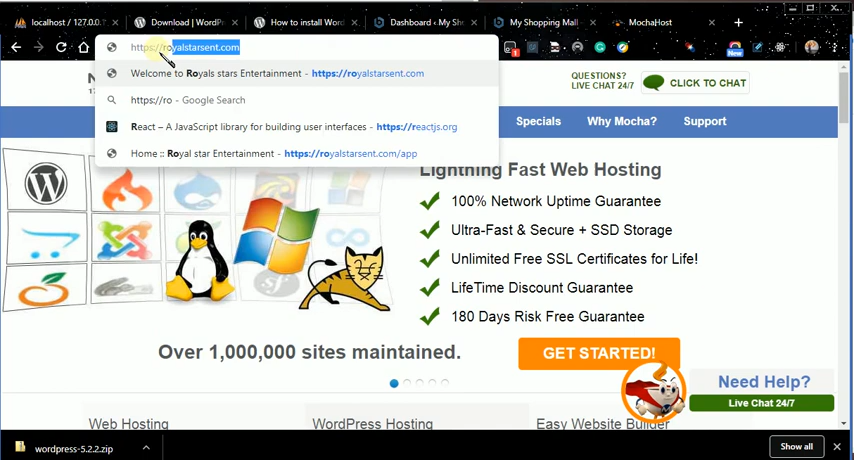 localhost / 127.0.0.
Download | WordPr
How to install Word
Dashboard ‹ My Sho
My Shopping Mall
MochaHost
https://royalstarsent.com
Welcome to Royals stars Entertainment - https://royalstarsent.com
https://ro - Google Search
React – A JavaScript library for building user interfaces - https://reactjs.org
Home :: Royal star Entertainment - https://royalstarsent.com/app
1
New
QUESTIONS?
LIVE CHAT 24/7
CLICK TO CHAT
Specials
Why Mocha?
Support
Lightning Fast Web Hosting
100% Network Uptime Guarantee
Ultra-Fast & Secure + SSD Storage
Unlimited Free SSL Certificates for Life!
LifeTime Discount Guarantee
180 Days Risk Free Guarantee
Over 1,000,000 sites maintained.
GET STARTED!
Need Help?
Live Chat 24/7
Web Hosting
WordPress Hosting
Easy Website Builder
wordpress-5.2.2.zip
Show all